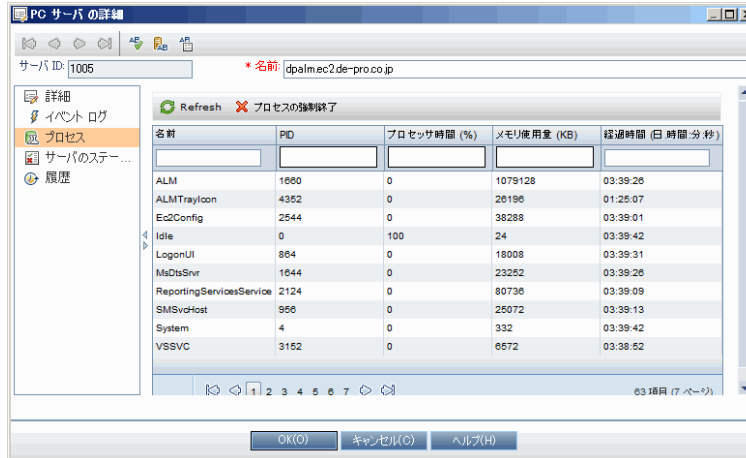 PC サーバ の詳細
サーバ ID: 1005 * 名前: dpalm.ec2.de-pro.co.jp
詳細
イベント ログ
プロセス
サーバのステー...
履歴
Refresh プロセスの強制終了
名前 PID プロセッサ時間 (%) メモリ使用量 (KB) 経過時間 (日.時間:分:秒)
ALM 1660 0 1079128 03:39:26
ALMTrayIcon 4352 0 26196 01:25:07
Ec2Config 2544 0 38288 03:39:01
Idle 0 100 24 03:39:42
LogonUI 864 0 18008 03:39:31
MsDtsSrvr 1644 0 23252 03:39:26
ReportingServicesService 2124 0 80736 03:39:09
SMSvcHost 956 0 25072 03:39:13
System 4 0 332 03:39:42
VSSVC 3152 0 6572 03:38:52
1 2 3 4 5 6 7 63 項目 (7 ページ)
OK(O) キャンセル(C) ヘルプ(H)